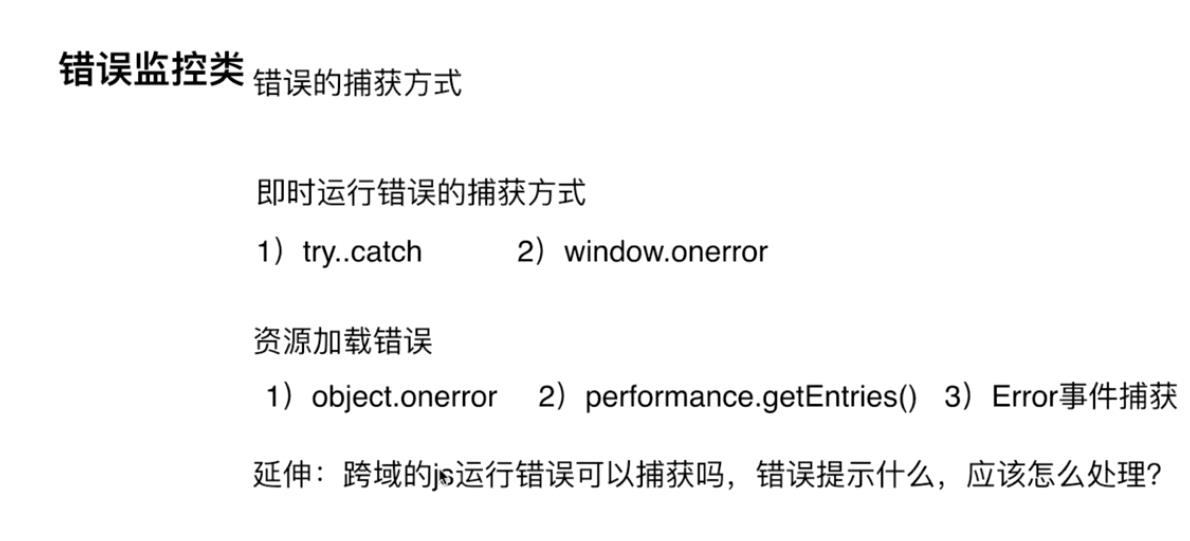 错误监控类 错误的捕获方式
即时运行错误的捕获方式
1）try..catch 2）window.onerror
资源加载错误
1）object.onerror 2）performance.getEntries() 3）Error事件捕获
延伸：跨域的js运行错误可以捕获吗，错误提示什么，应该怎么处理？